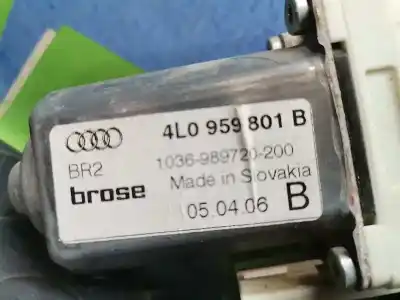 4L0 959 801 B
BR2 1036-989720-200
brose Made in Slovakia
05.04.06 B